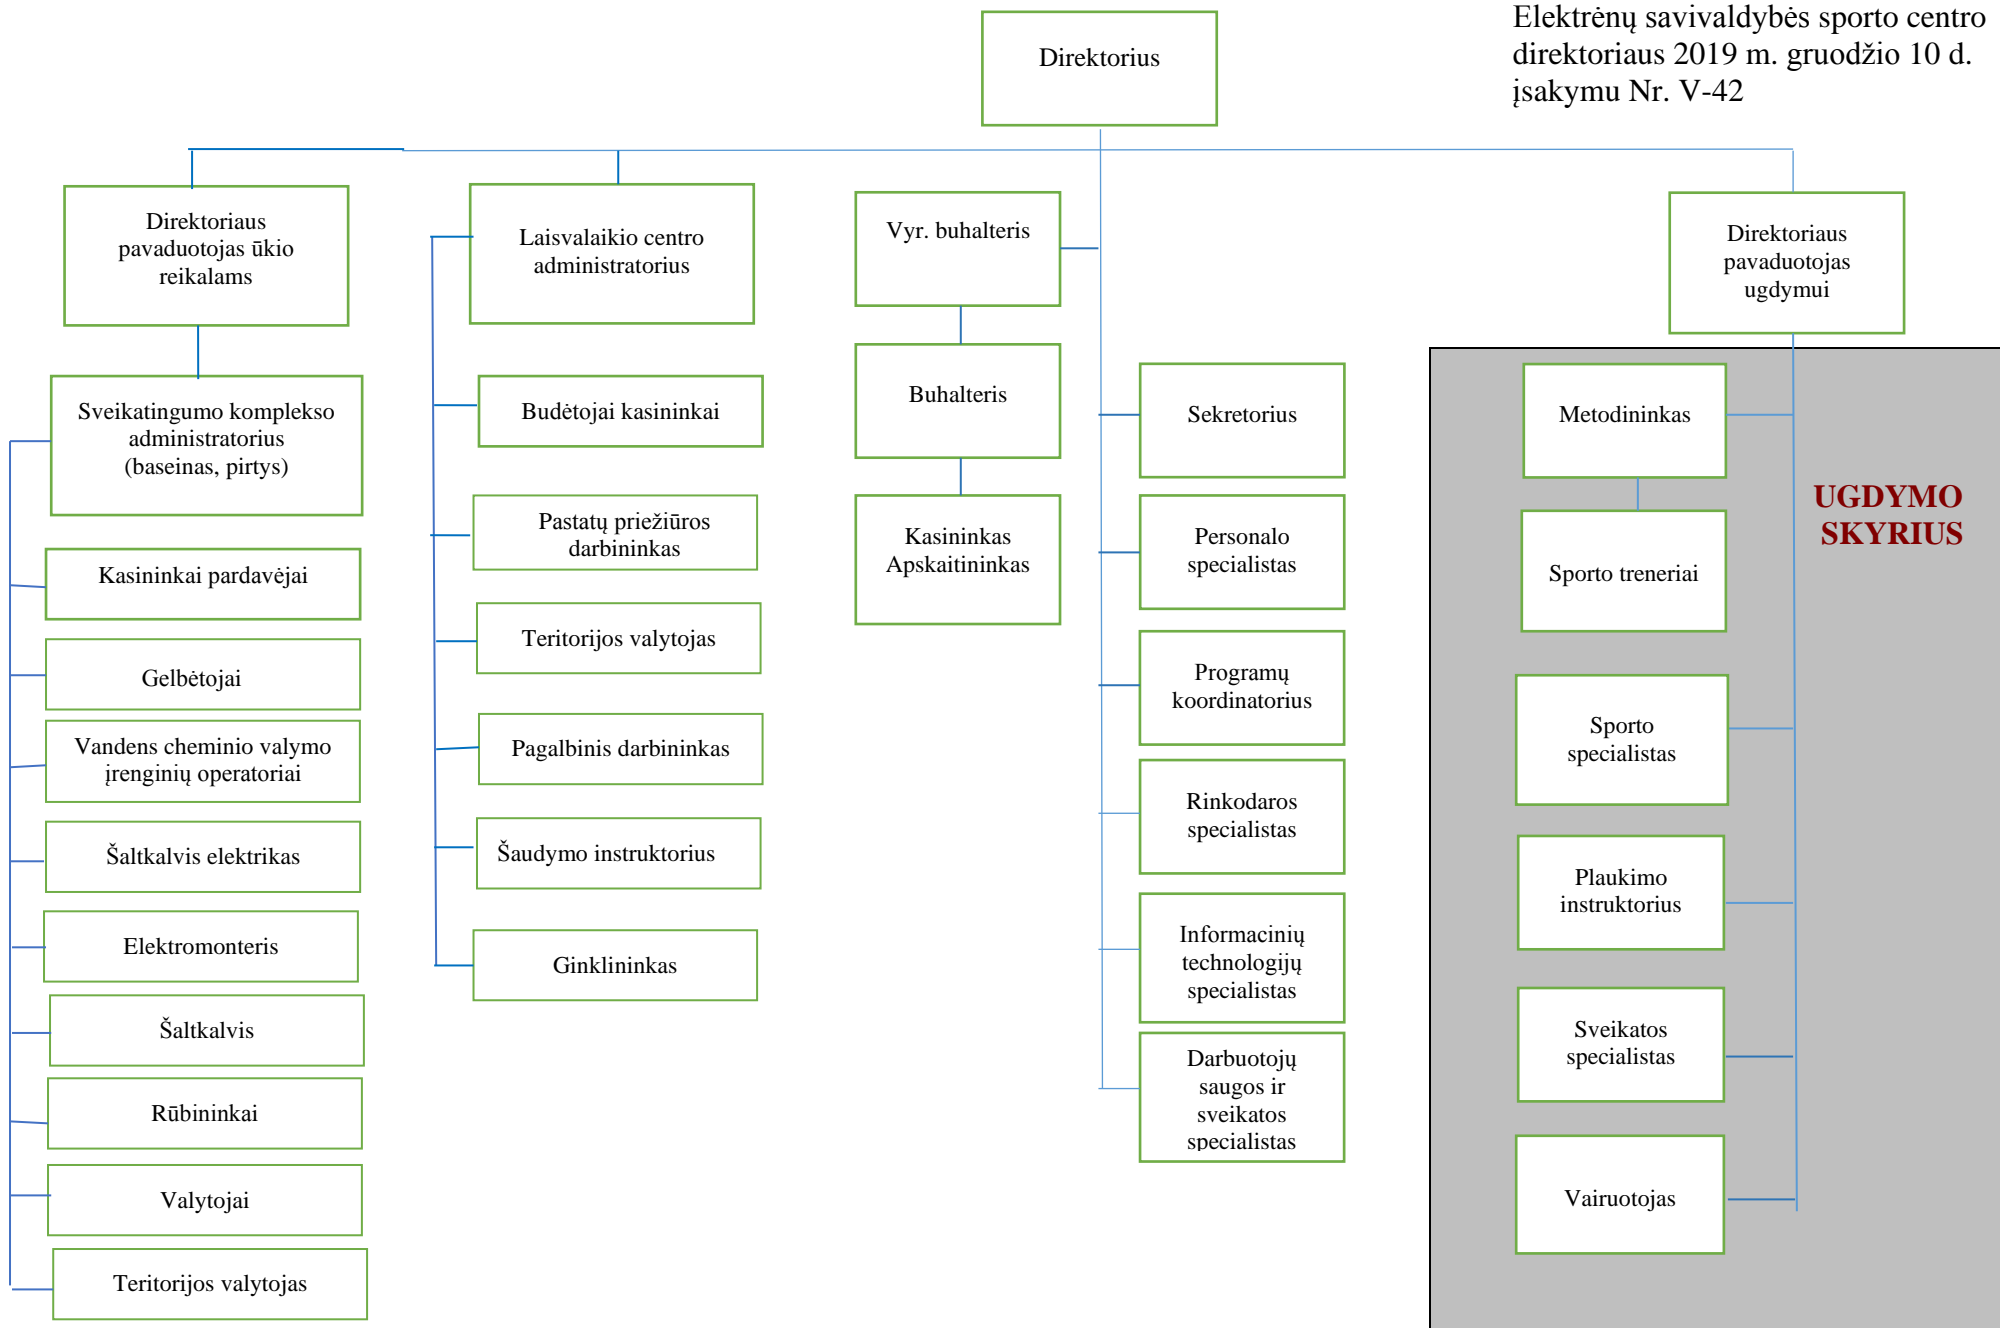 Elektrėnų savivaldybės sporto centro
direktoriaus 2019 m. gruodžio 10 d.
įsakymu Nr. V-42
Direktorius
Direktoriaus
pavaduotojas ūkio
reikalams
Sveikatingumo komplekso
administratorius
(baseinas, pirtys)
Kasininkai pardavėjai
Gelbėtojai
Vandens cheminio valymo
įrenginių operatoriai
Šaltkalvis elektrikas
Elektromonteris
Šaltkalvis
Rūbininkai
Valytojai
Teritorijos valytojas
Laisvalaikio centro
administratorius
Budėtojai kasininkai
Pastatų priežiūros
darbininkas
Teritorijos valytojas
Pagalbinis darbininkas
Šaudymo instruktorius
Ginklininkas
Vyr. buhalteris
Buhalteris
Kasininkas
Apskaitininkas
Sekretorius
Personalo
specialistas
Programų
koordinatorius
Rinkodaros
specialistas
Informacinių
technologijų
specialistas
Darbuotojų
saugos ir
sveikatos
specialistas
Direktoriaus
pavaduotojas
ugdymui
UGDYMO
SKYRIUS
Metodininkas
Sporto treneriai
Sporto
specialistas
Plaukimo
instruktorius
Sveikatos
specialistas
Vairuotojas